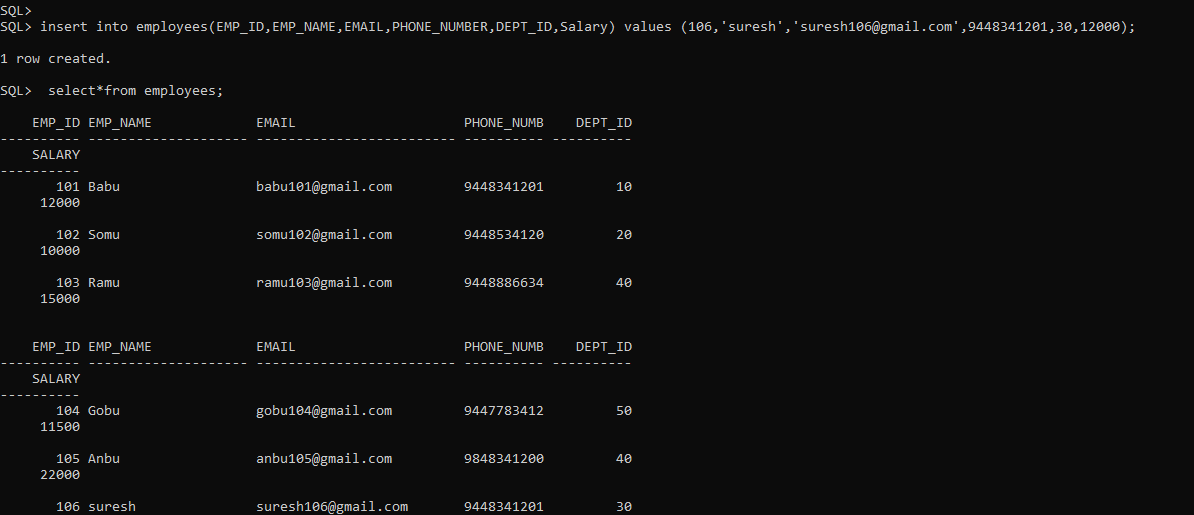 SQL>
SQL> insert into employees(EMP_ID,EMP_NAME,EMAIL,PHONE_NUMBER,DEPT_ID,Salary) values (106,'suresh','suresh106@gmail.com',9448341201,30,12000);
1 row created.
SQL>  select*from employees;
EMP_ID EMP_NAME EMAIL PHONE_NUMB DEPT_ID
---------- -------------------- ------------------------- ---------- ----------
SALARY
----------
101 Babu babu101@gmail.com 9448341201 10
12000
102 Somu somu102@gmail.com 9448534120 20
10000
103 Ramu ramu103@gmail.com 9448886634 40
15000
EMP_ID EMP_NAME EMAIL PHONE_NUMB DEPT_ID
---------- -------------------- ------------------------- ---------- ----------
SALARY
----------
104 Gobu gobu104@gmail.com 9447783412 50
11500
105 Anbu anbu105@gmail.com 9848341200 40
22000
106 suresh suresh106@gmail.com 9448341201 30